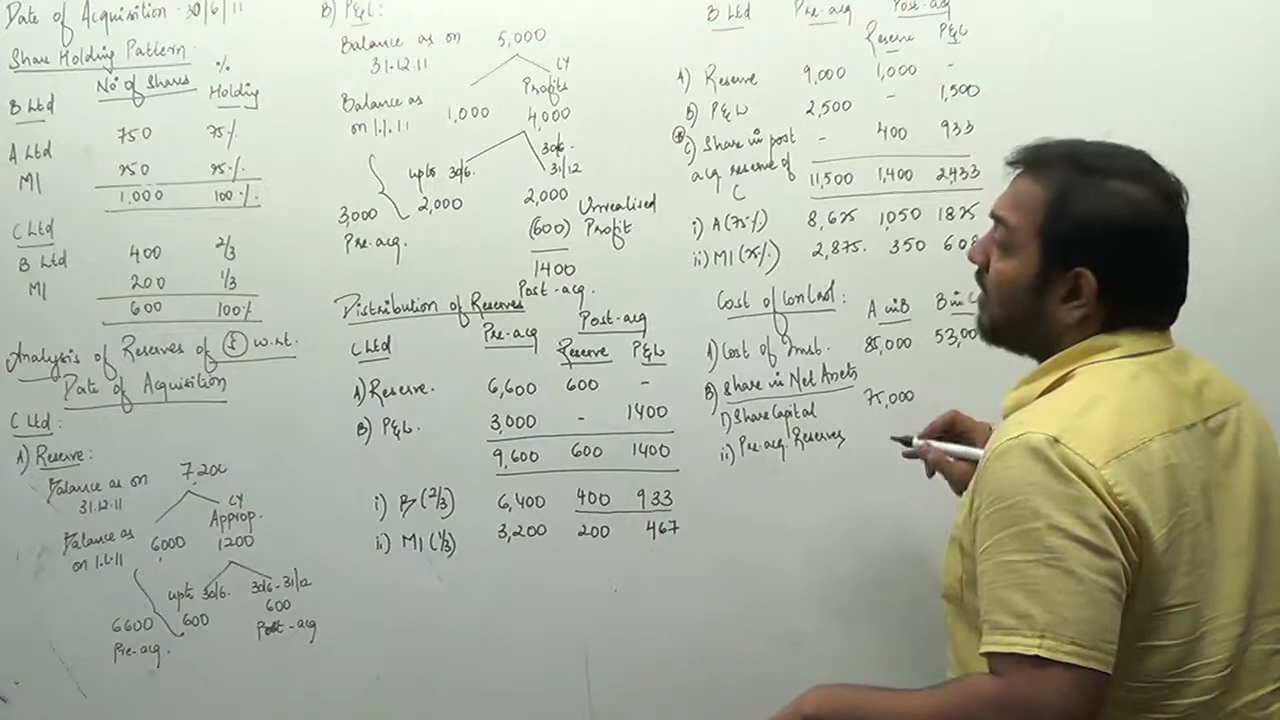 Date of Acquisition - 30/6/11
Share Holding Pattern
No of Shares % Holding
B Ltd
A Ltd 750 75%
MI 250 25%
1,000 100%
C Ltd
B Ltd 400 2/3
MI 200 1/3
600 100%
Analysis of Reserves of £ w.r.t.
Date of Acquisition
C Ltd:
A) Reserve:
Balance as on 31.12.11 7200
Balance as on 1.1.11 6000
CY Approp. 1200
upto 30/6. 600
30/6 - 31/12 600
6600 Post-acq
Pre-acq.
B) P&L:
Balance as on 31.12.11 5,000
CY Profits
Balance as on 1.1.11 1,000 4,000
upto 30/6. 30/6 - 31/12
3,000 2,000 2,000
Pre-acq. (600) Unrealised Profit
1400
Post-acq.
Distribution of Reserves
Pre-acq Post-acq
C Ltd Reserve P&L
A) Reserve. 6,600 600 -
B) P&L. 3,000 - 1400
9,600 600 1400
i) B (2/3) 6,400 400 933
ii) MI (1/3) 3,200 200 467
B Ltd Pre-acq Post-acq
Reserve P&L
A) Reserve 9,000 1,000 -
B) P&L 2,500 - 1,500
C) Share in post acq reserve of C - 400 933
11,500 1,400 2,433
i) A (75%) 8,625 1,050 1825
ii) MI (25%) 2,875. 350 608
Cost of Control: A in B B in C
A) Cost of Invst. 85,000 53,00
B) Share in Net Assets
i) Share Capital 75,000
ii) Pre-acq. Reserves